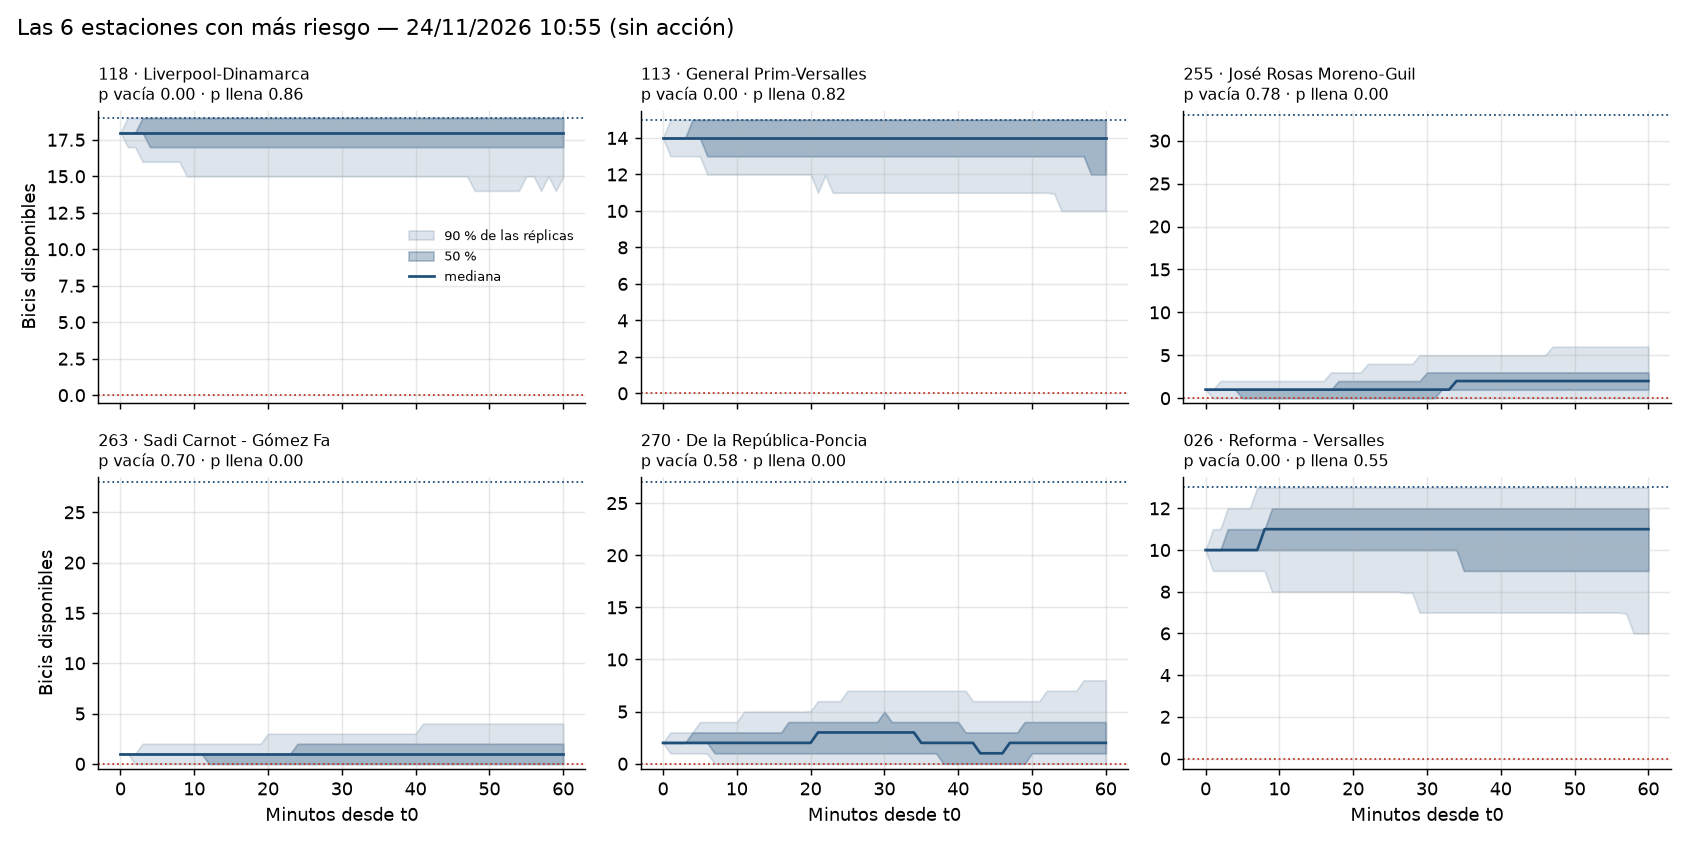 Las 6 estaciones con más riesgo — 24/11/2026 10:55 (sin acción)
118 · Liverpool-Dinamarca
p vacía 0.00 · p llena 0.86
Bicis disponibles
17.5
15.0
12.5
10.0
7.5
5.0
2.5
0.0
90 % de las réplicas
50 %
mediana
113 · General Prim-Versalles
p vacía 0.00 · p llena 0.82
14
12
10
8
6
4
2
0
255 · José Rosas Moreno-Guil
p vacía 0.78 · p llena 0.00
30
25
20
15
10
5
0
263 · Sadi Carnot - Gómez Fa
p vacía 0.70 · p llena 0.00
Bicis disponibles
25
20
15
10
5
0
0 10 20 30 40 50 60
Minutos desde t0
270 · De la República-Poncia
p vacía 0.58 · p llena 0.00
25
20
15
10
5
0
0 10 20 30 40 50 60
Minutos desde t0
026 · Reforma - Versalles
p vacía 0.00 · p llena 0.55
12
10
8
6
4
2
0
0 10 20 30 40 50 60
Minutos desde t0